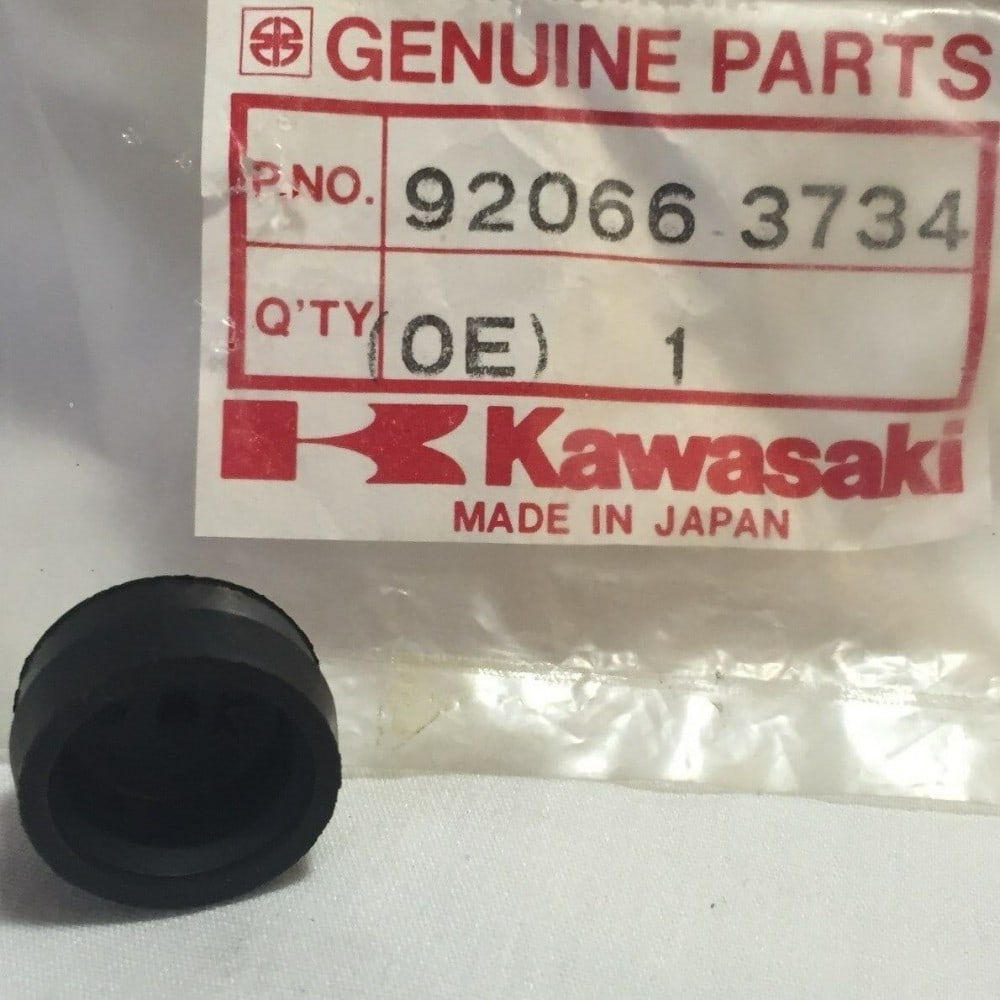 GENUINE PARTS
P.NO. 92066 3734
Q'TY (OE) 1
Kawasaki
MADE IN JAPAN